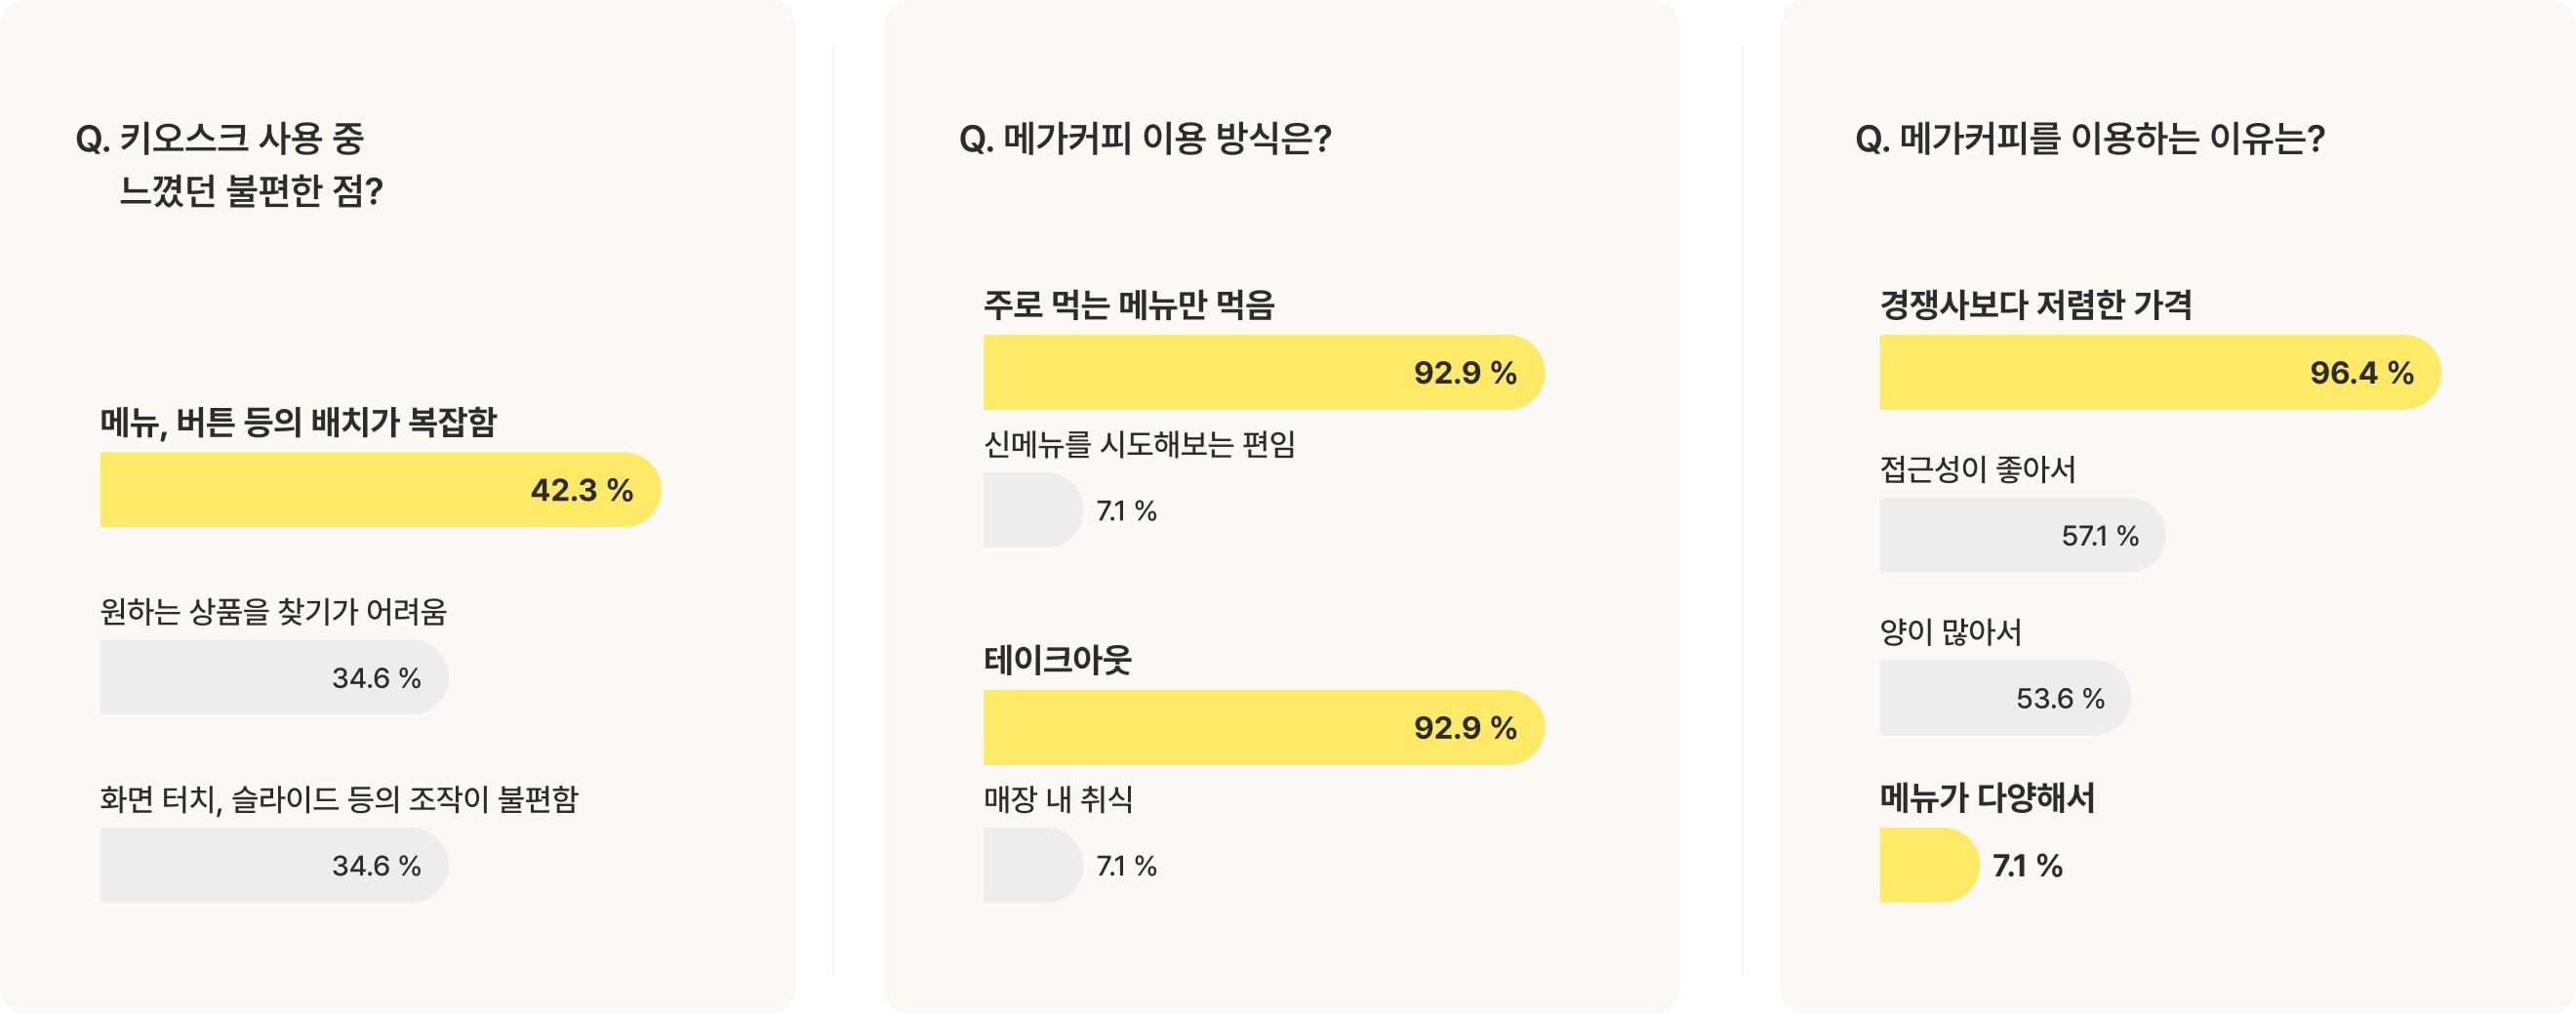 Q. 키오스크 사용 중
느꼈던 불편한 점?
메뉴, 버튼 등의 배치가 복잡함
42.3 %
원하는 상품을 찾기가 어려움
34.6 %
화면 터치, 슬라이드 등의 조작이 불편함
34.6 %
Q. 메가커피 이용 방식은?
주로 먹는 메뉴만 먹음
92.9 %
신메뉴를 시도해보는 편임
7.1 %
테이크아웃
92.9 %
매장 내 취식
7.1 %
Q. 메가커피를 이용하는 이유는?
경쟁사보다 저렴한 가격
96.4 %
접근성이 좋아서
57.1 %
양이 많아서
53.6 %
메뉴가 다양해서
7.1 %